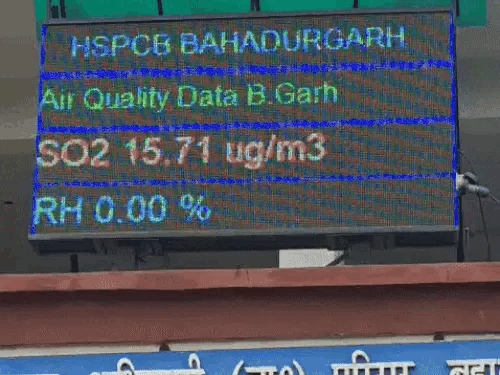 HSPCB BAHADURGARH
Air Quality Data B.Garh
SO2 15.71 ug/m3
RH 0.00 %